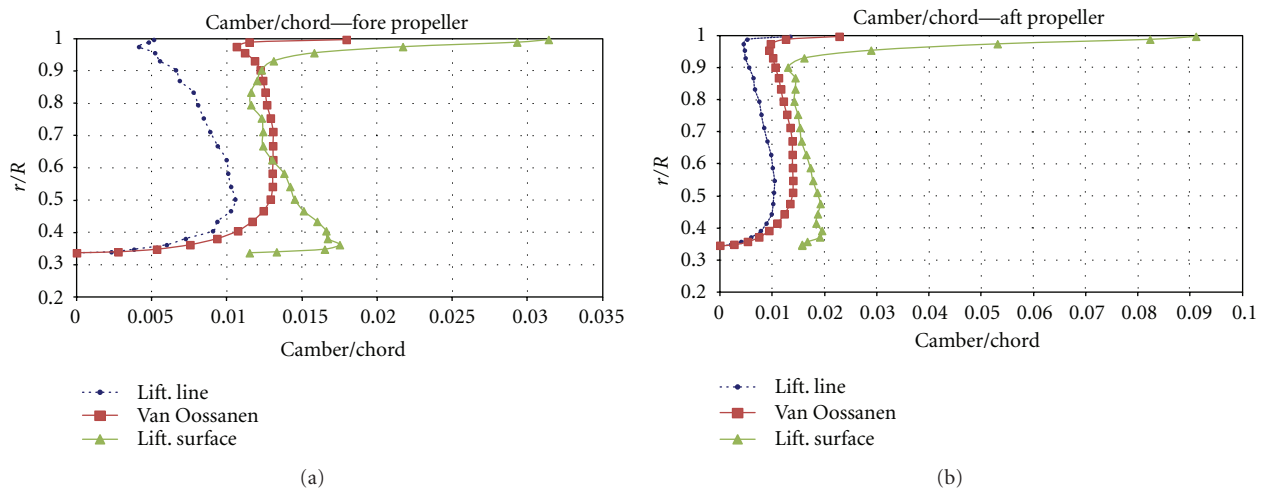 Camber/chord—fore propeller
1
0.9
0.8
0.7
0.6
0.5
0.4
0.3
0.2
r/R
0
0.005
0.01
0.015
0.02
0.025
0.03
0.035
Camber/chord
Lift. line
Van Oossanen
Lift. surface
(a)
Camber/chord—aft propeller
1
0.9
0.8
0.7
0.6
0.5
0.4
0.3
0.2
r/R
0
0.01
0.02
0.03
0.04
0.05
0.06
0.07
0.08
0.09
0.1
Camber/chord
Lift. line
Van Oossanen
Lift. surface
(b)